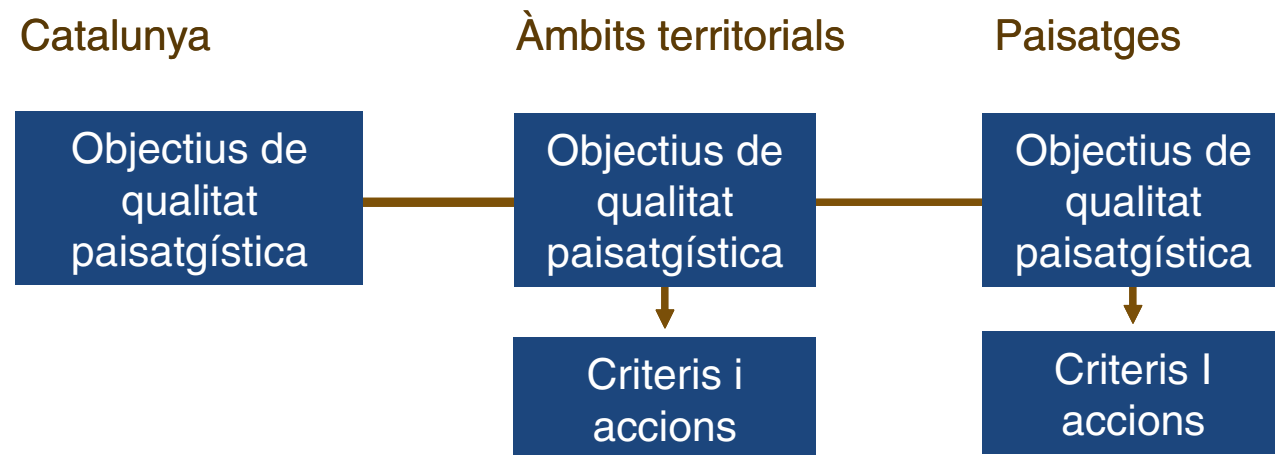 Catalunya
Àmbits territorials
Paisatges
Objectius de
qualitat
paisatgística
Objectius de
qualitat
paisatgística
Objectius de
qualitat
paisatgística
Criteris i
accions
Criteris I
accions